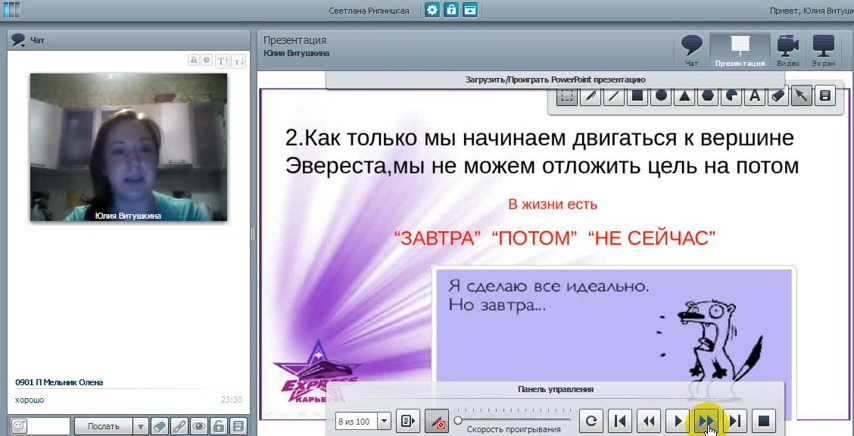 Светлана Рипницкая
Привет, Юлия Витушк
Чат
Презентация
Юлия Витушкина
Чат
Презентация
Видео
Экран
Загрузить/Проиграть PowerPoint презентацию
Юлия Витушкина
2.Как только мы начинаем двигаться к вершине
Эвереста,мы не можем отложить цель на потом
В жизни есть
“ЗАВТРА” “ПОТОМ” “НЕ СЕЙЧАС”
Я сделаю все идеально.
Но завтра...
EXPRESS
КАРЬЕ
0901 П Мельник Олена
хорошо 23:30
Послать
Панель управления
8 из 100
Скорость проигрывания